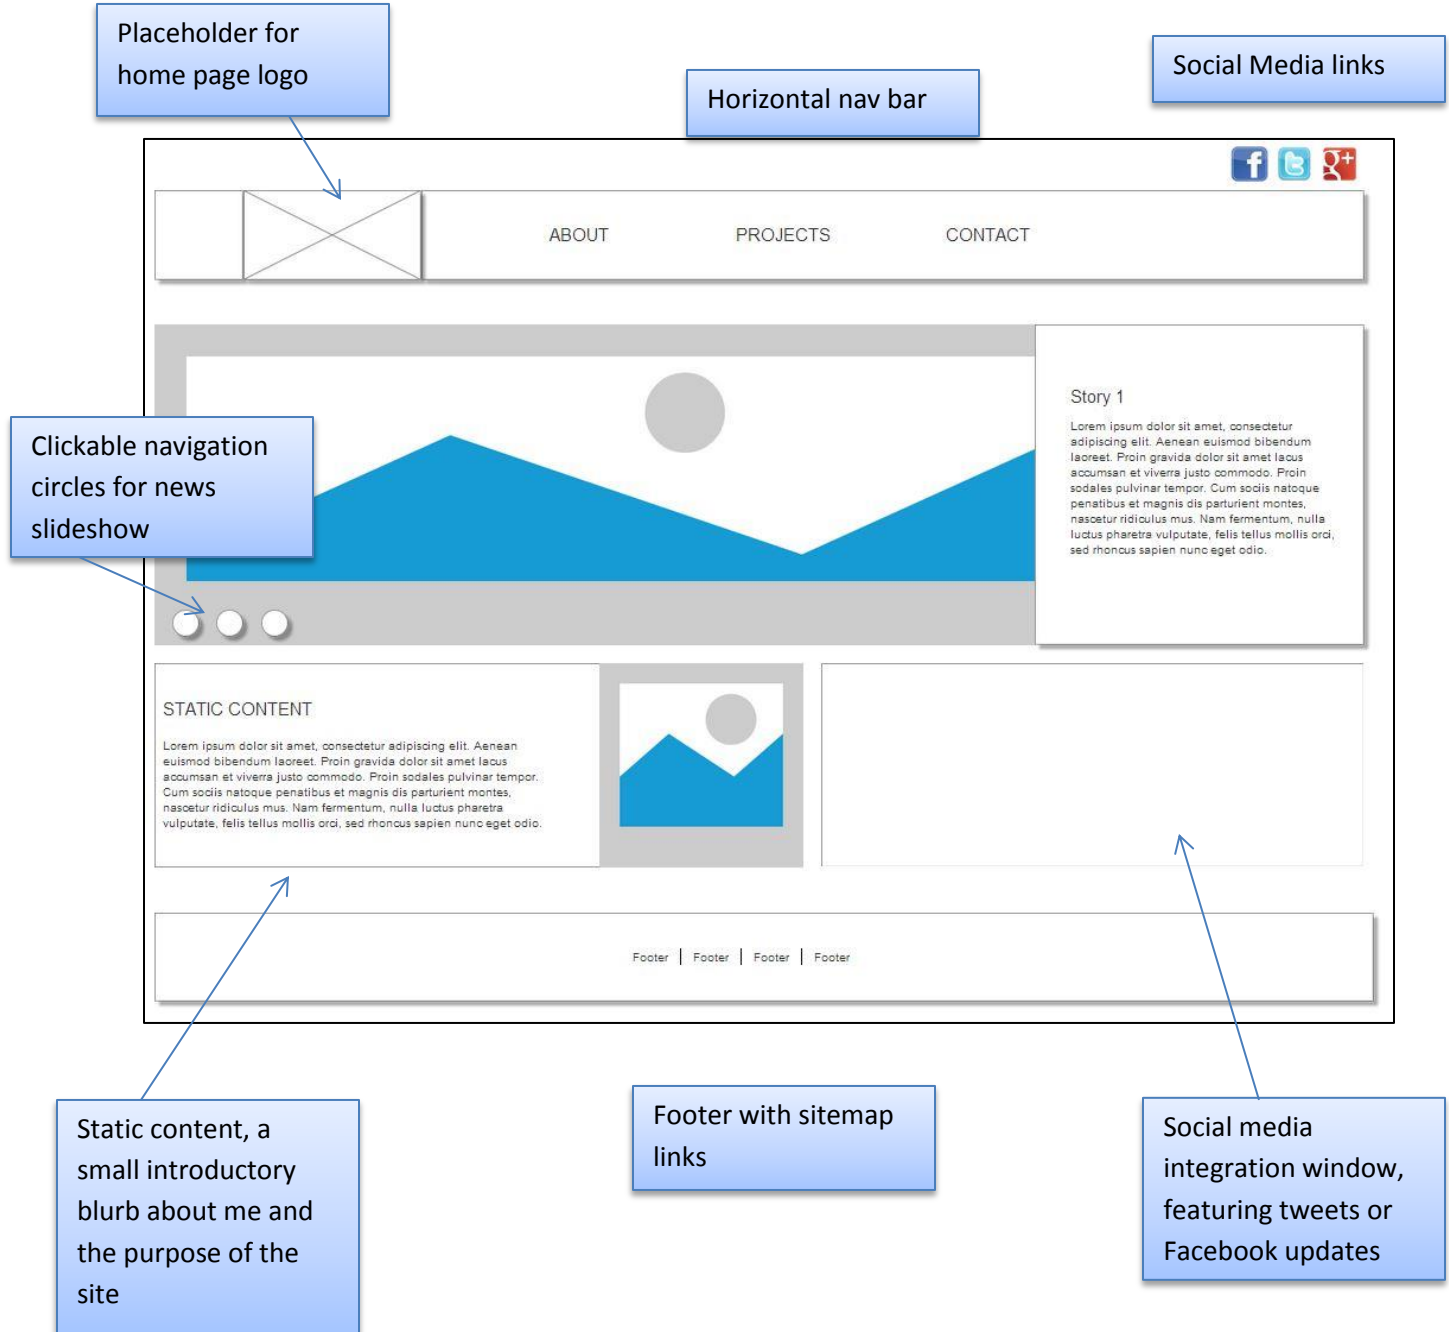 Placeholder for
home page logo
Social Media links
Horizontal nav bar
f t g+
ABOUT PROJECTS CONTACT
Story 1
Lorem ipsum dolor sit amet, consectetur
adipiscing elit. Aenean euismod bibendum
laoreet. Proin gravida dolor sit amet lacus
accumsan et viverra justo commodo. Proin
sodales pulvinar tempor. Cum sociis natoque
penatibus et magnis dis parturient montes,
nascetur ridiculus mus. Nam fermentum, nulla
luctus pharetra vulputate, felis tellus mollis orci,
sed rhoncus sapien nunc eget odio.
Clickable navigation
circles for news
slideshow
STATIC CONTENT
Lorem ipsum dolor sit amet, consectetur adipiscing elit. Aenean
euismod bibendum laoreet. Proin gravida dolor sit amet lacus
accumsan et viverra justo commodo. Proin sodales pulvinar tempor.
Cum sociis natoque penatibus et magnis dis parturient montes,
nascetur ridiculus mus. Nam fermentum, nulla luctus pharetra
vulputate, felis tellus mollis orci, sed rhoncus sapien nunc eget odio.
Footer | Footer | Footer | Footer
Static content, a
small introductory
blurb about me and
the purpose of the
site
Footer with sitemap
links
Social media
integration window,
featuring tweets or
Facebook updates